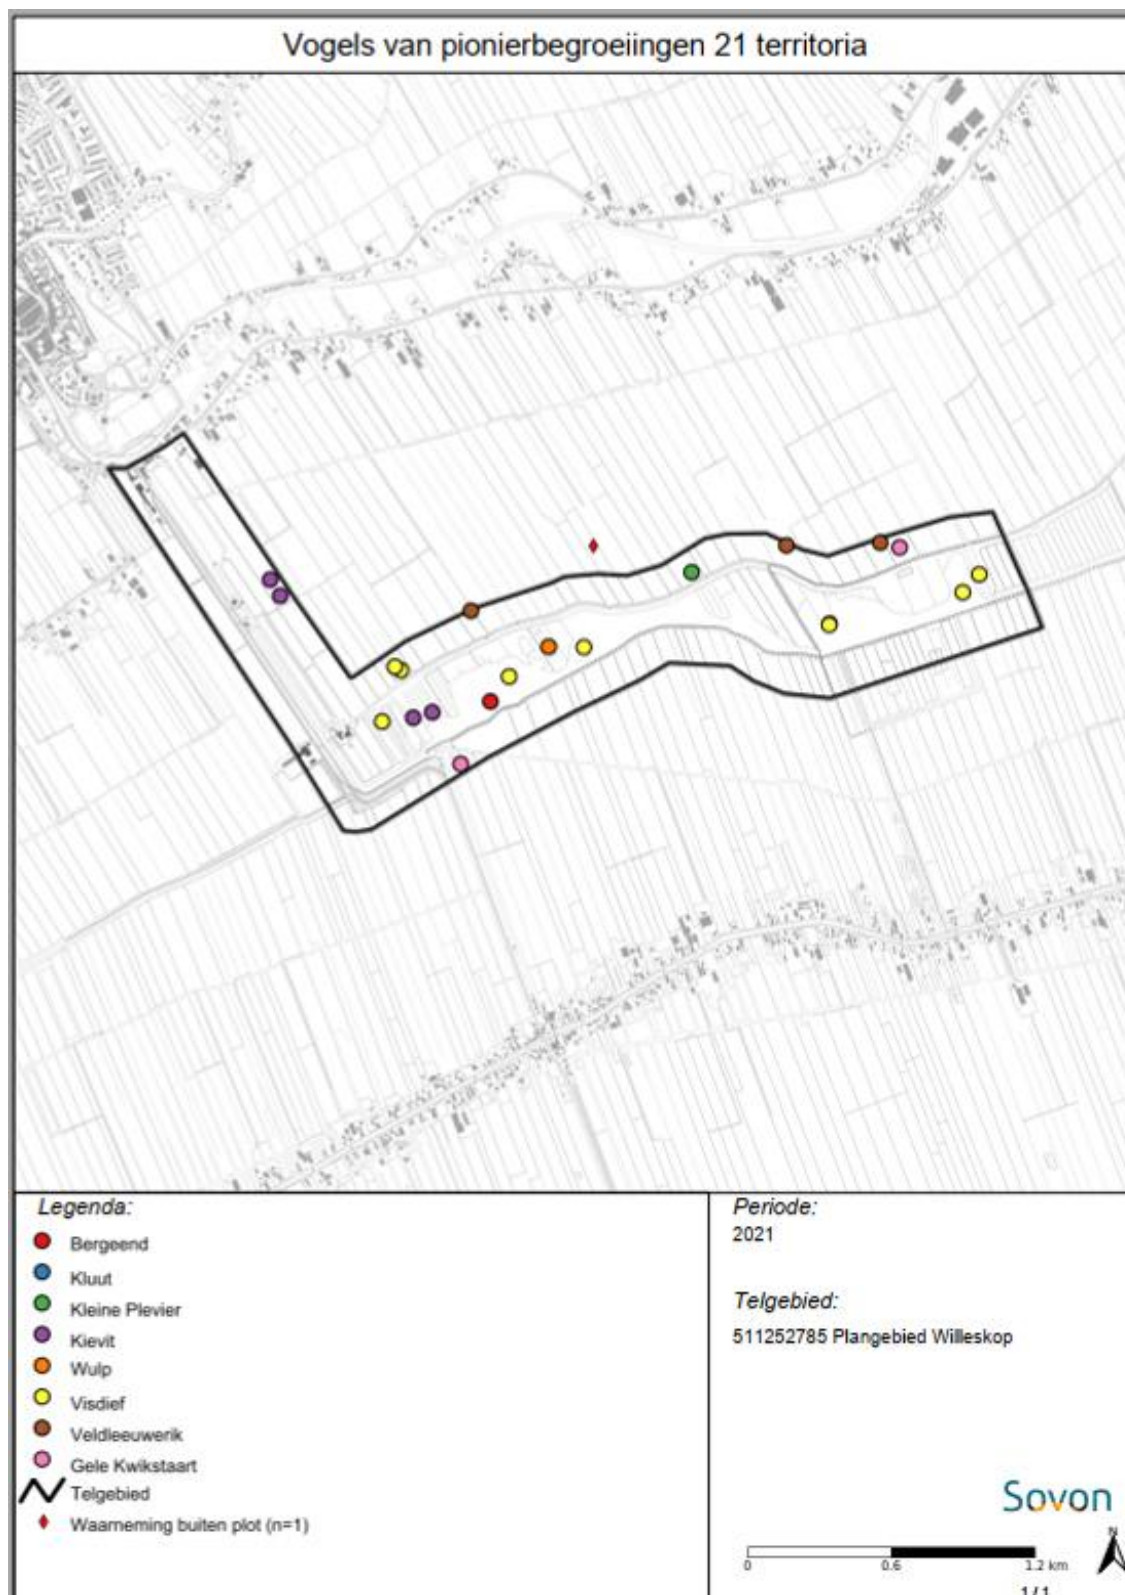 Vogels van pionierbegroeiingen 21 territoria
Legenda:
Bergeend
Kluut
Kleine Plevier
Kievit
Wulp
Visdief
Veldleeuwerik
Gele Kwikstaart
Telgebied
Waarneming buiten plot (n=1)
Periode:
2021
Telgebied:
511252785 Plangebied Willeskop
Sovon
N
0 0.6 1.2 km
1/1